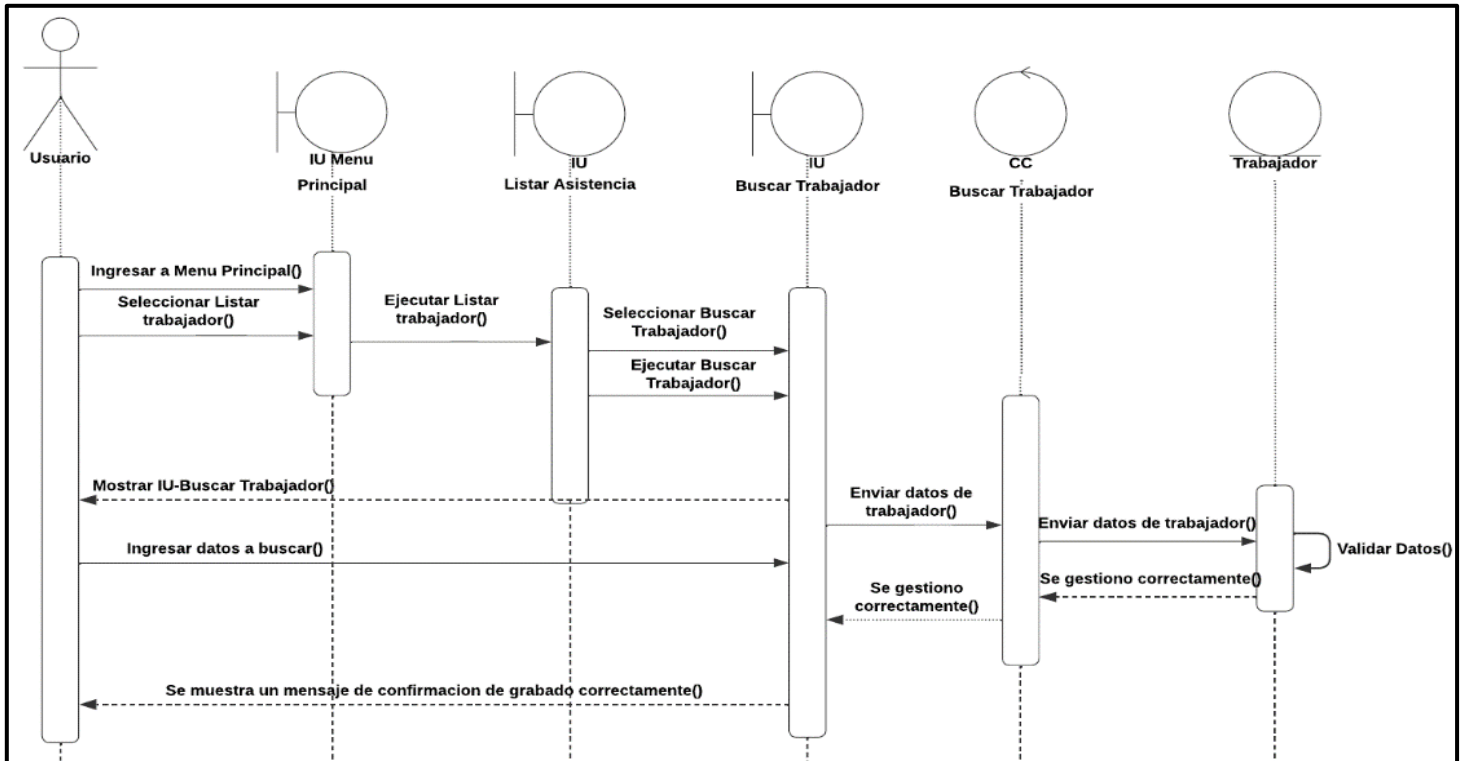 Usuario
IU Menu
Principal
IU
Listar Asistencia
IU
Buscar Trabajador
CC
Buscar Trabajador
Trabajador
Ingresar a Menu Principal()
Seleccionar Listar
trabajador()
Ejecutar Listar
trabajador()
Seleccionar Buscar
Trabajador()
Ejecutar Buscar
Trabajador()
Mostrar IU-Buscar Trabajador()
Enviar datos de
trabajador()
Enviar datos de trabajador()
Validar Datos()
Ingresar datos a buscar()
Se gestiono correctamente()
Se gestiono
correctamente()
Se muestra un mensaje de confirmacion de grabado correctamente()